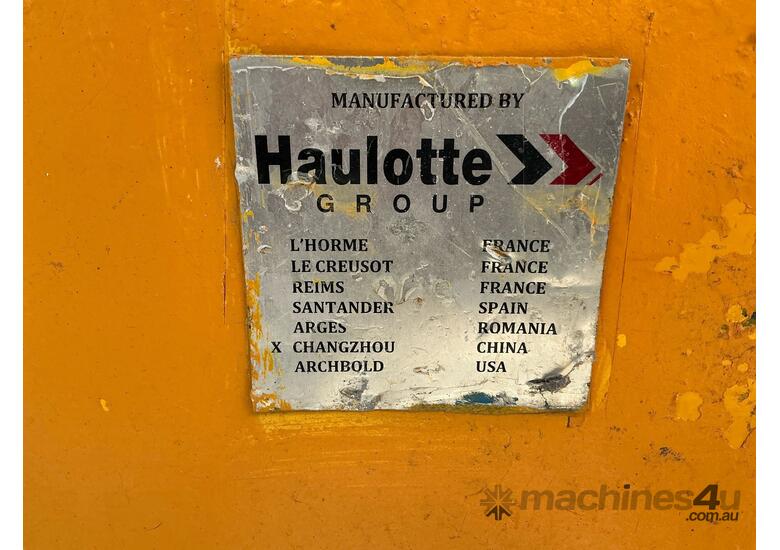 MANUFACTURED BY
Haulotte
GROUP
L'HORME FRANCE
LE CREUSOT FRANCE
REIMS FRANCE
SANTANDER SPAIN
ARGES ROMANIA
X CHANGZHOU CHINA
ARCHBOLD USA
machines4u
.com.au